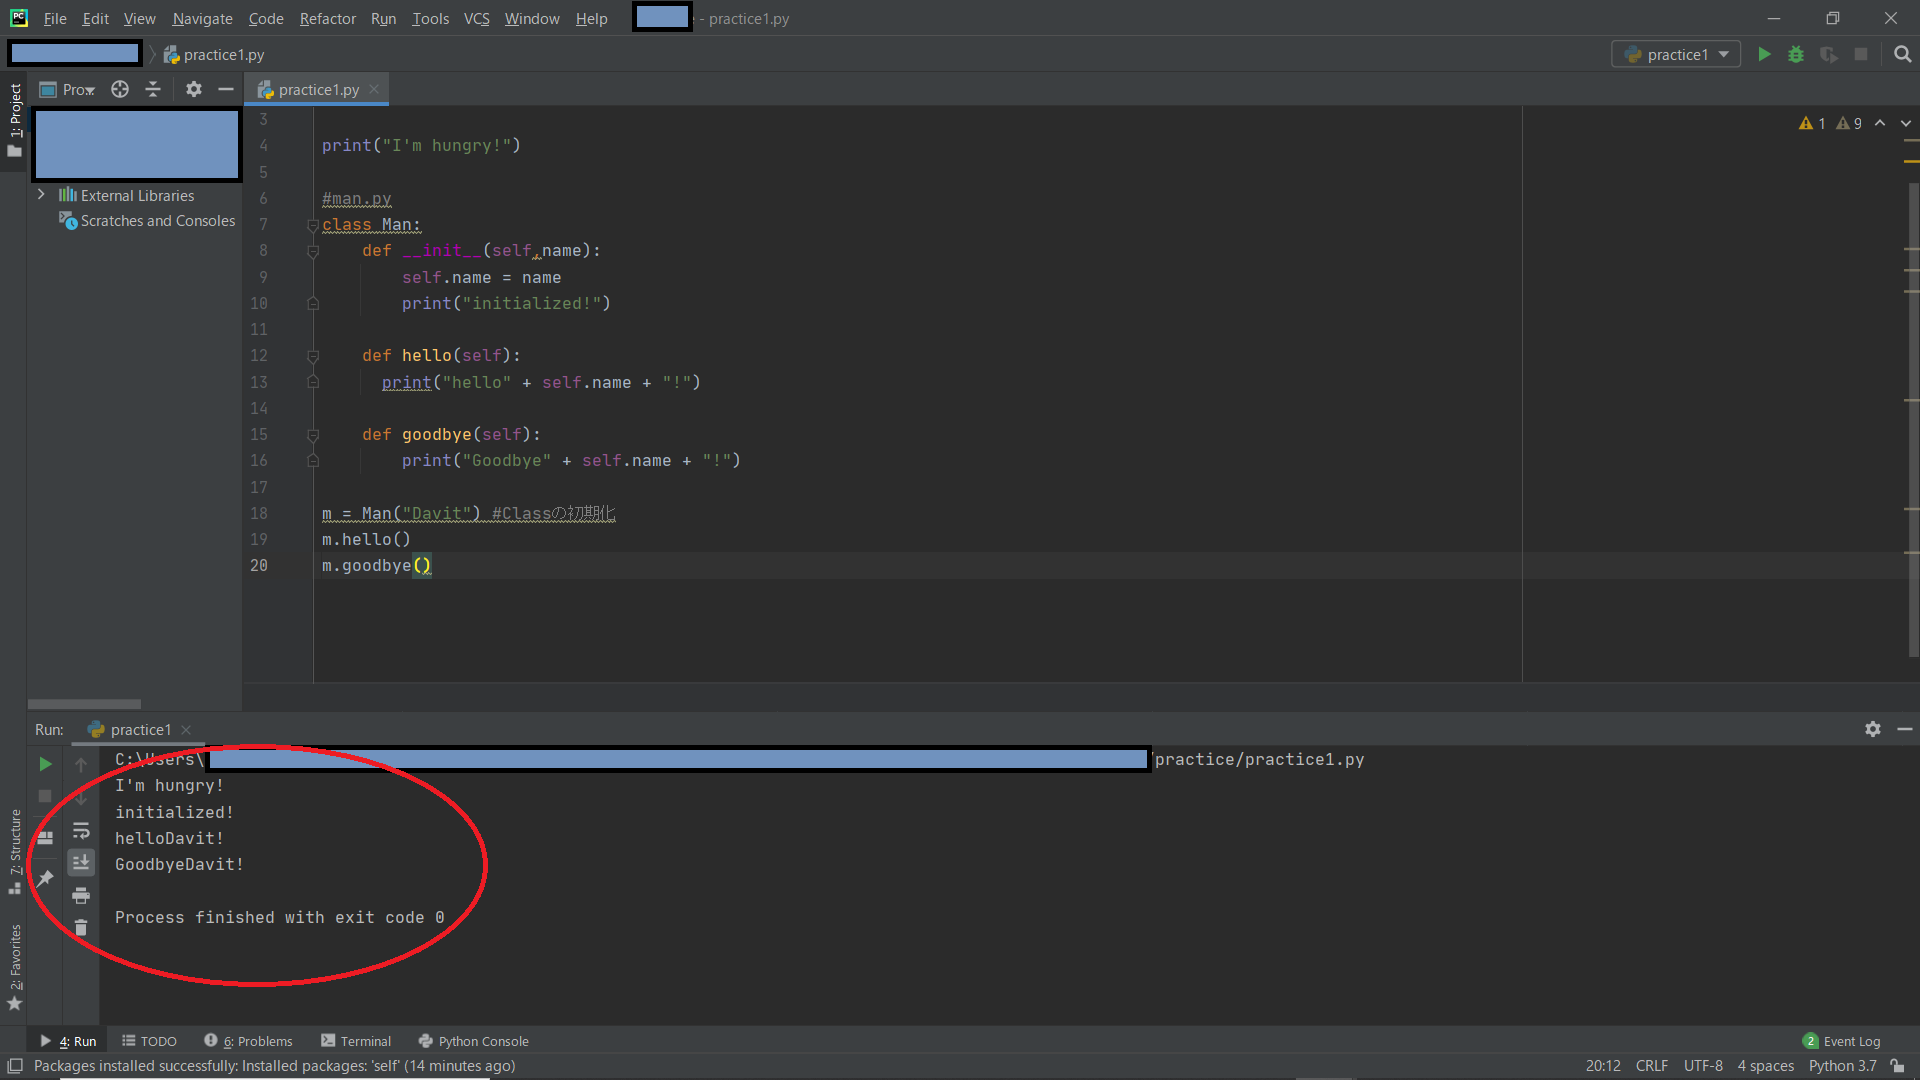 File Edit View Navigate Code Refactor Run Tools VCS Window Help - practice1.py
practice1.py
practice1
1: Project
Pro
practice1.py
External Libraries
Scratches and Consoles
1 9
3
4 print("I'm hungry!")
5
6 #man.py
7 class Man:
8 def __init__(self,name):
9 self.name = name
10 print("initialized!")
11
12 def hello(self):
13 print("hello" + self.name + "!")
14
15 def goodbye(self):
16 print("Goodbye" + self.name + "!")
17
18 m = Man("Davit") #Classの初期化
19 m.hello()
20 m.goodbye()
Run: practice1
C:\Users\ /practice/practice1.py
I'm hungry!
initialized!
helloDavit!
GoodbyeDavit!
Process finished with exit code 0
7: Structure
2: Favorites
4: Run TODO 6: Problems Terminal Python Console 2 Event Log
Packages installed successfully: Installed packages: 'self' (14 minutes ago) 20:12 CRLF UTF-8 4 spaces Python 3.7